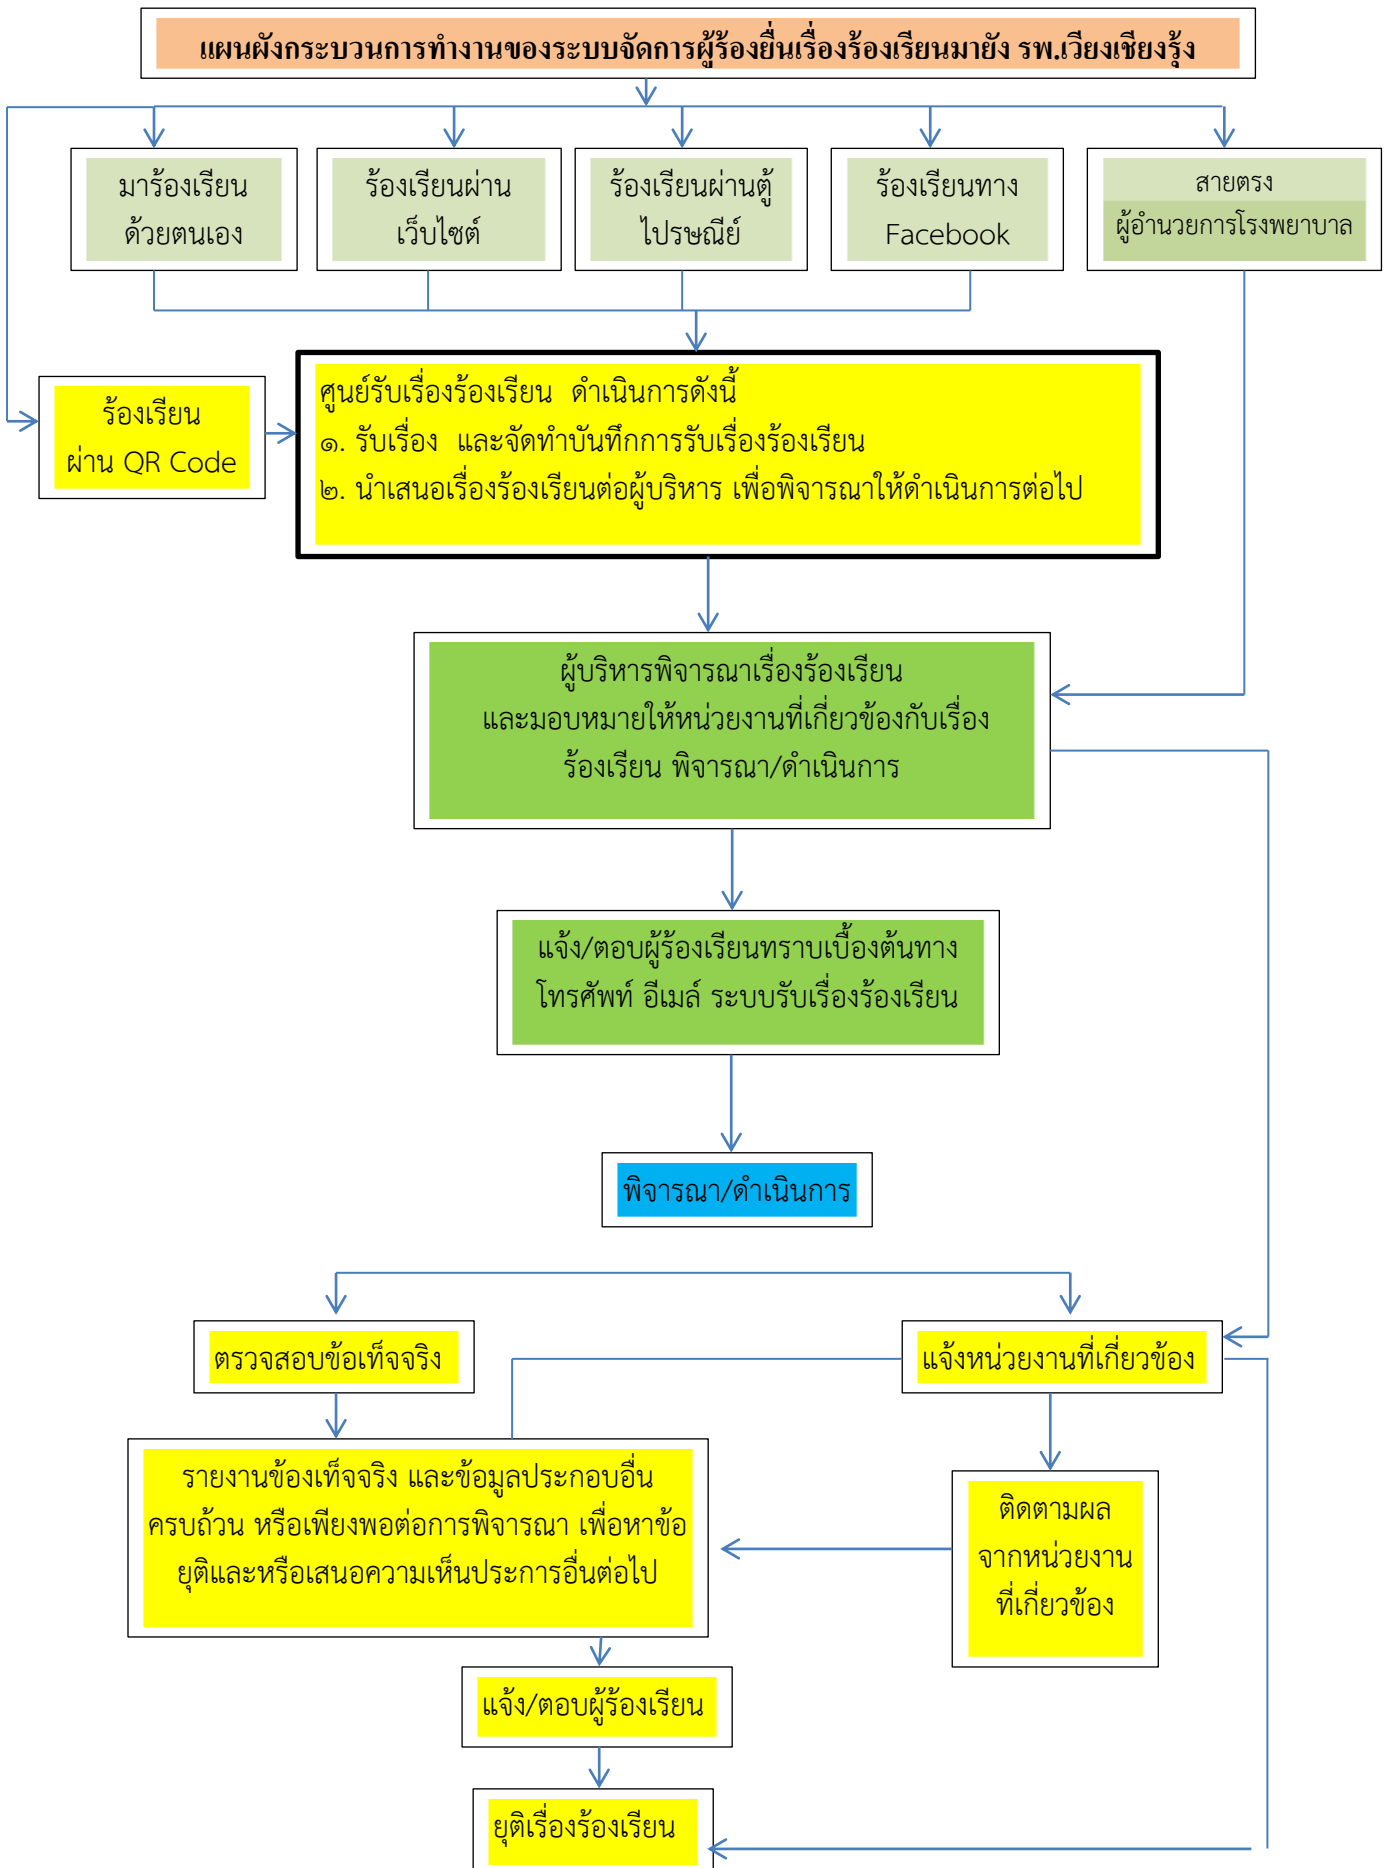 แผนผังกระบวนการทำงานของระบบจัดการผู้ร้องยื่นเรื่องร้องเรียนมายัง รพ.เวียงเชียงรุ้ง
มาร้องเรียน
ด้วยตนเอง
ร้องเรียนผ่าน
เว็บไซต์
ร้องเรียนผ่านตู้
ไปรษณีย์
ร้องเรียนทาง
Facebook
สายตรง
ผู้อำนวยการโรงพยาบาล
ร้องเรียน
ผ่าน QR Code
ศูนย์รับเรื่องร้องเรียน ดำเนินการดังนี้
๑. รับเรื่อง และจัดทำบันทึกการรับเรื่องร้องเรียน
๒. นำเสนอเรื่องร้องเรียนต่อผู้บริหาร เพื่อพิจารณาให้ดำเนินการต่อไป
ผู้บริหารพิจารณาเรื่องร้องเรียน
และมอบหมายให้หน่วยงานที่เกี่ยวข้องกับเรื่อง
ร้องเรียน พิจารณา/ดำเนินการ
แจ้ง/ตอบผู้ร้องเรียนทราบเบื้องต้นทาง
โทรศัพท์ อีเมล์ ระบบรับเรื่องร้องเรียน
พิจารณา/ดำเนินการ
ตรวจสอบข้อเท็จจริง
แจ้งหน่วยงานที่เกี่ยวข้อง
รายงานข้องเท็จจริง และข้อมูลประกอบอื่น
ครบถ้วน หรือเพียงพอต่อการพิจารณา เพื่อหาข้อ
ยุติและหรือเสนอความเห็นประการอื่นต่อไป
ติดตามผล
จากหน่วยงาน
ที่เกี่ยวข้อง
แจ้ง/ตอบผู้ร้องเรียน
ยุติเรื่องร้องเรียน